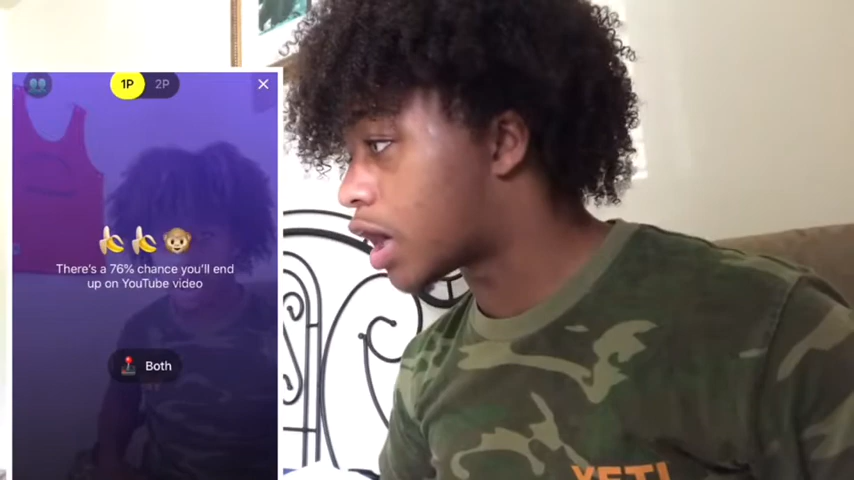 1P 2P
There's a 76% chance you'll end
up on YouTube video
Both
YETI